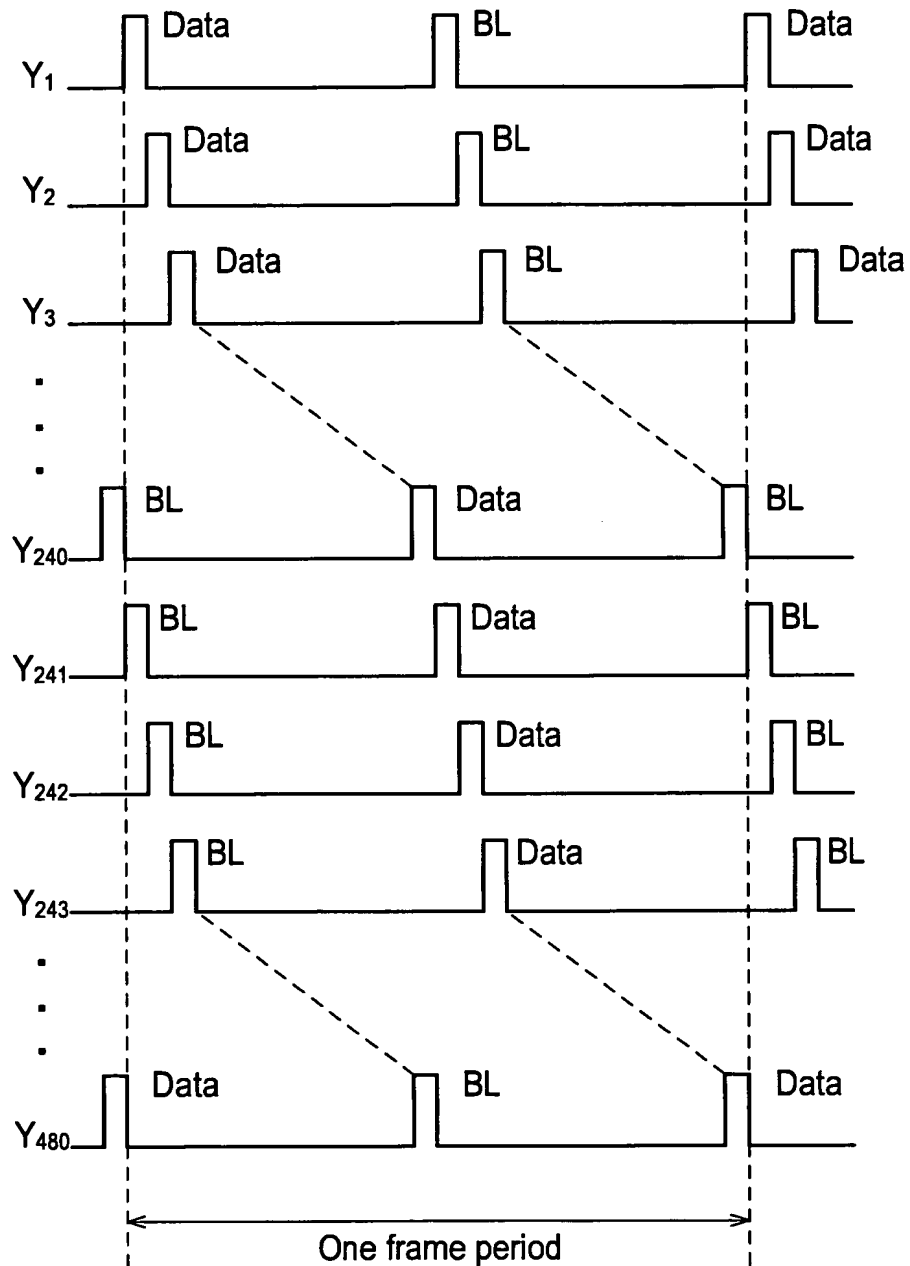 Data BL Data
Y1
Data BL Data
Y2
Data BL Data
Y3
BL Data BL
Y240
BL Data BL
Y241
BL Data BL
Y242
BL Data BL
Y243
Data BL Data
Y480
One frame period